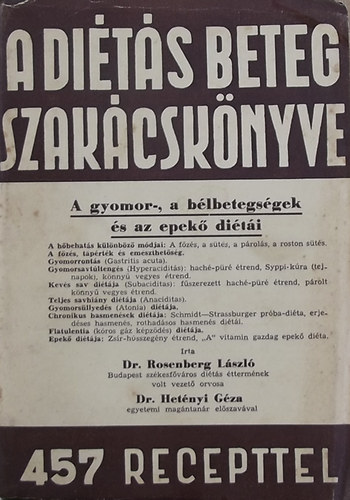 A DIÉTÁS BETEG
SZAKÁCSKÖNYVE
A gyomor-, a bélbetegségek
és az epekő diétái
A hőbehatás különböző módjai: A főzés, a sütés, a párolás, a roston sütés.
A főzés, tápérték és emészthetőség.
Gyomorrontás (Gastritis acuta).
Gyomorsavtúltengés (Hyperaciditás): haché-püré étrend, Syppi-kúra (tej-
napok), könnyű vegyes étrend.
Kevés sav diétája (Subaciditas): fűszerezett haché-püré étrend, párolt
könnyű vegyes étrend.
Teljes savhiány diétája (Anaciditas).
Gyomorsüllyedés (Atonia) diétája.
Chronikus hasmenések diétája: Schmidt—Strassburger próba-diéta, erje-
déses hasmenés, rothadásos hasmenés diétái.
Flatulentia (kóros gáz képződés) diétája.
Epekő diétája: Zsír-hússzegény étrend, „A" vitamin gazdag epekő diéta.
Írta
Dr. Rosenberg László
Budapest székesfőváros diétás éttermének
volt vezető orvosa
Dr. Hetényi Géza
egyetemi magántanár előszavával
457 RECEPTTEL